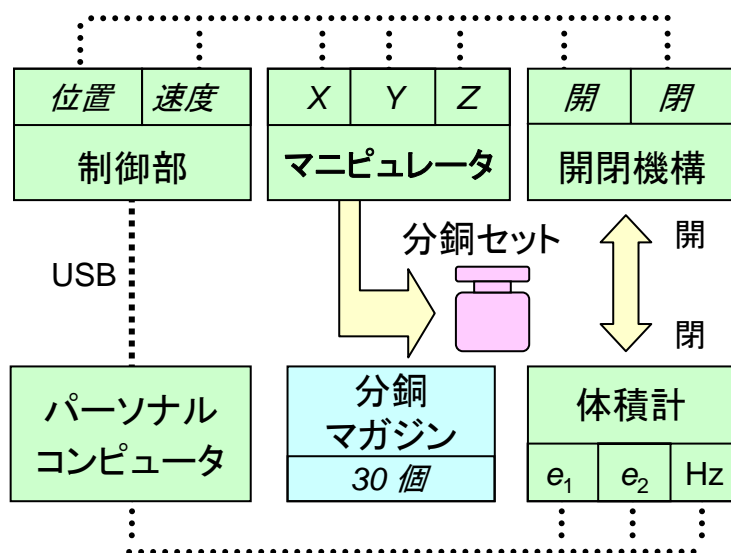 位置 速度
制御部
X Y Z
マニピュレータ
開 閉
開閉機構
USB
分銅セット
開
閉
パーソナル
コンピュータ
分銅
マガジン
30 個
体積計
e₁ e₂ Hz